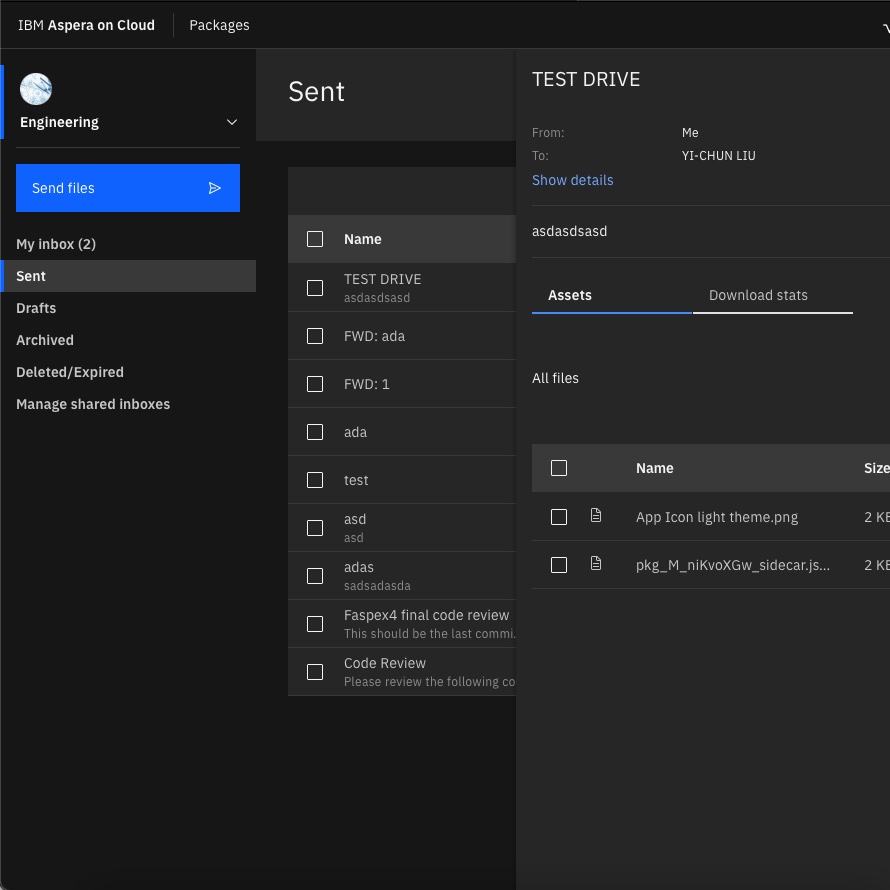 IBM Aspera on Cloud
Packages
Engineering
Send files
My inbox (2)
Sent
Drafts
Archived
Deleted/Expired
Manage shared inboxes
Sent
Name
TEST DRIVE
asdasdsasd
FWD: ada
FWD: 1
ada
test
asd
asd
adas
sadsadasda
Faspex4 final code review
This should be the last commi.
Code Review
Please review the following co
TEST DRIVE
From: Me
To: YI-CHUN LIU
Show details
asdasdsasd
Assets Download stats
All files
Name Size
App Icon light theme.png 2 KB
pkg_M_niKvoXGw_sidecar.js... 2 KB